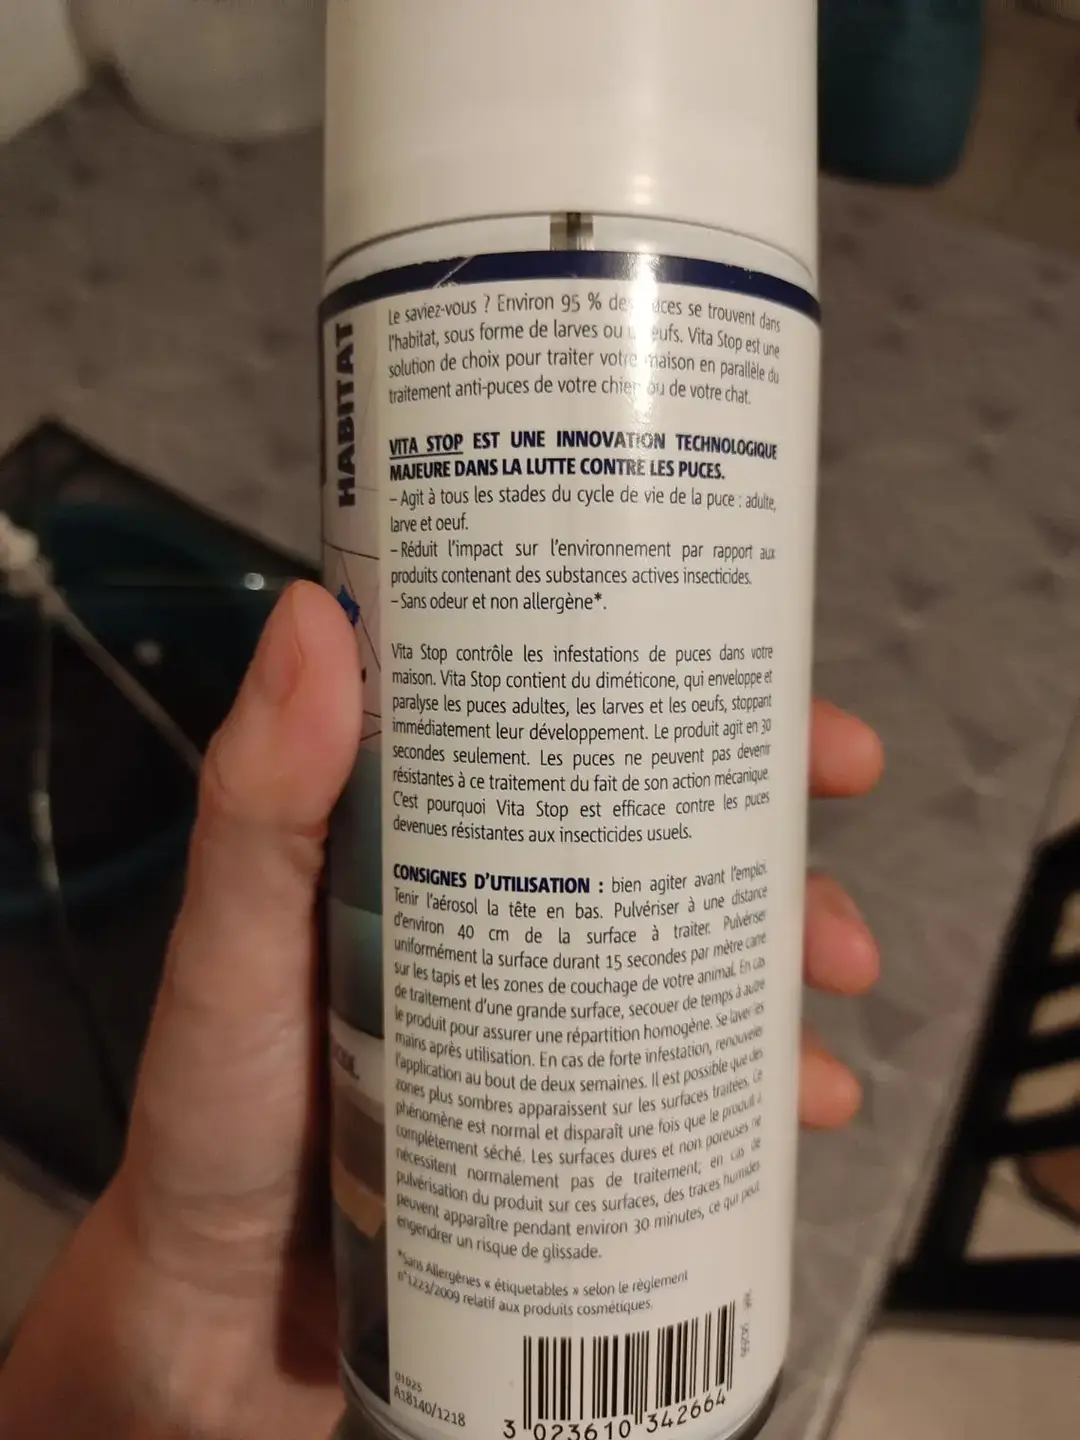 HABITAT
Le saviez-vous ? Environ 95 % des puces se trouvent dans
l'habitat, sous forme de larves ou d'oeufs. Vita Stop est une
solution de choix pour traiter votre maison en parallèle du
traitement anti-puces de votre chien ou de votre chat.
VITA STOP EST UNE INNOVATION TECHNOLOGIQUE
MAJEURE DANS LA LUTTE CONTRE LES PUCES.
– Agit à tous les stades du cycle de vie de la puce : adulte,
larve et oeuf.
– Réduit l'impact sur l'environnement par rapport aux
produits contenant des substances actives insecticides.
– Sans odeur et non allergène*.
Vita Stop contrôle les infestations de puces dans votre
maison. Vita Stop contient du diméticone, qui enveloppe et
paralyse les puces adultes, les larves et les oeufs, stoppant
immédiatement leur développement. Le produit agit en 30
secondes seulement. Les puces ne peuvent pas devenir
résistantes à ce traitement du fait de son action mécanique.
C'est pourquoi Vita Stop est efficace contre les puces
devenues résistantes aux insecticides usuels.
CONSIGNES D'UTILISATION : bien agiter avant l'emploi.
Tenir l'aérosol la tête en bas. Pulvériser à une distance
d'environ 40 cm de la surface à traiter. Pulvériser
uniformément la surface durant 15 secondes par mètre carré
sur les tapis et les zones de couchage de votre animal. En cas
de traitement d'une grande surface, secouer de temps à autre
le produit pour assurer une répartition homogène. Se laver les
mains après utilisation. En cas de forte infestation, renouveler
l'application au bout de deux semaines. Il est possible que des
zones plus sombres apparaissent sur les surfaces traitées. Ce
phénomène est normal et disparaît une fois que le produit a
complètement séché. Les surfaces dures et non poreuses ne
nécessitent normalement pas de traitement; en cas de
pulvérisation du produit sur ces surfaces, des traces humides
peuvent apparaître pendant environ 30 minutes, ce qui peut
engendrer un risque de glissade.
*Sans Allergènes « étiquetables » selon le règlement
n°1223/2009 relatif aux produits cosmétiques.
01025
A18140/1218
3 023610 342664